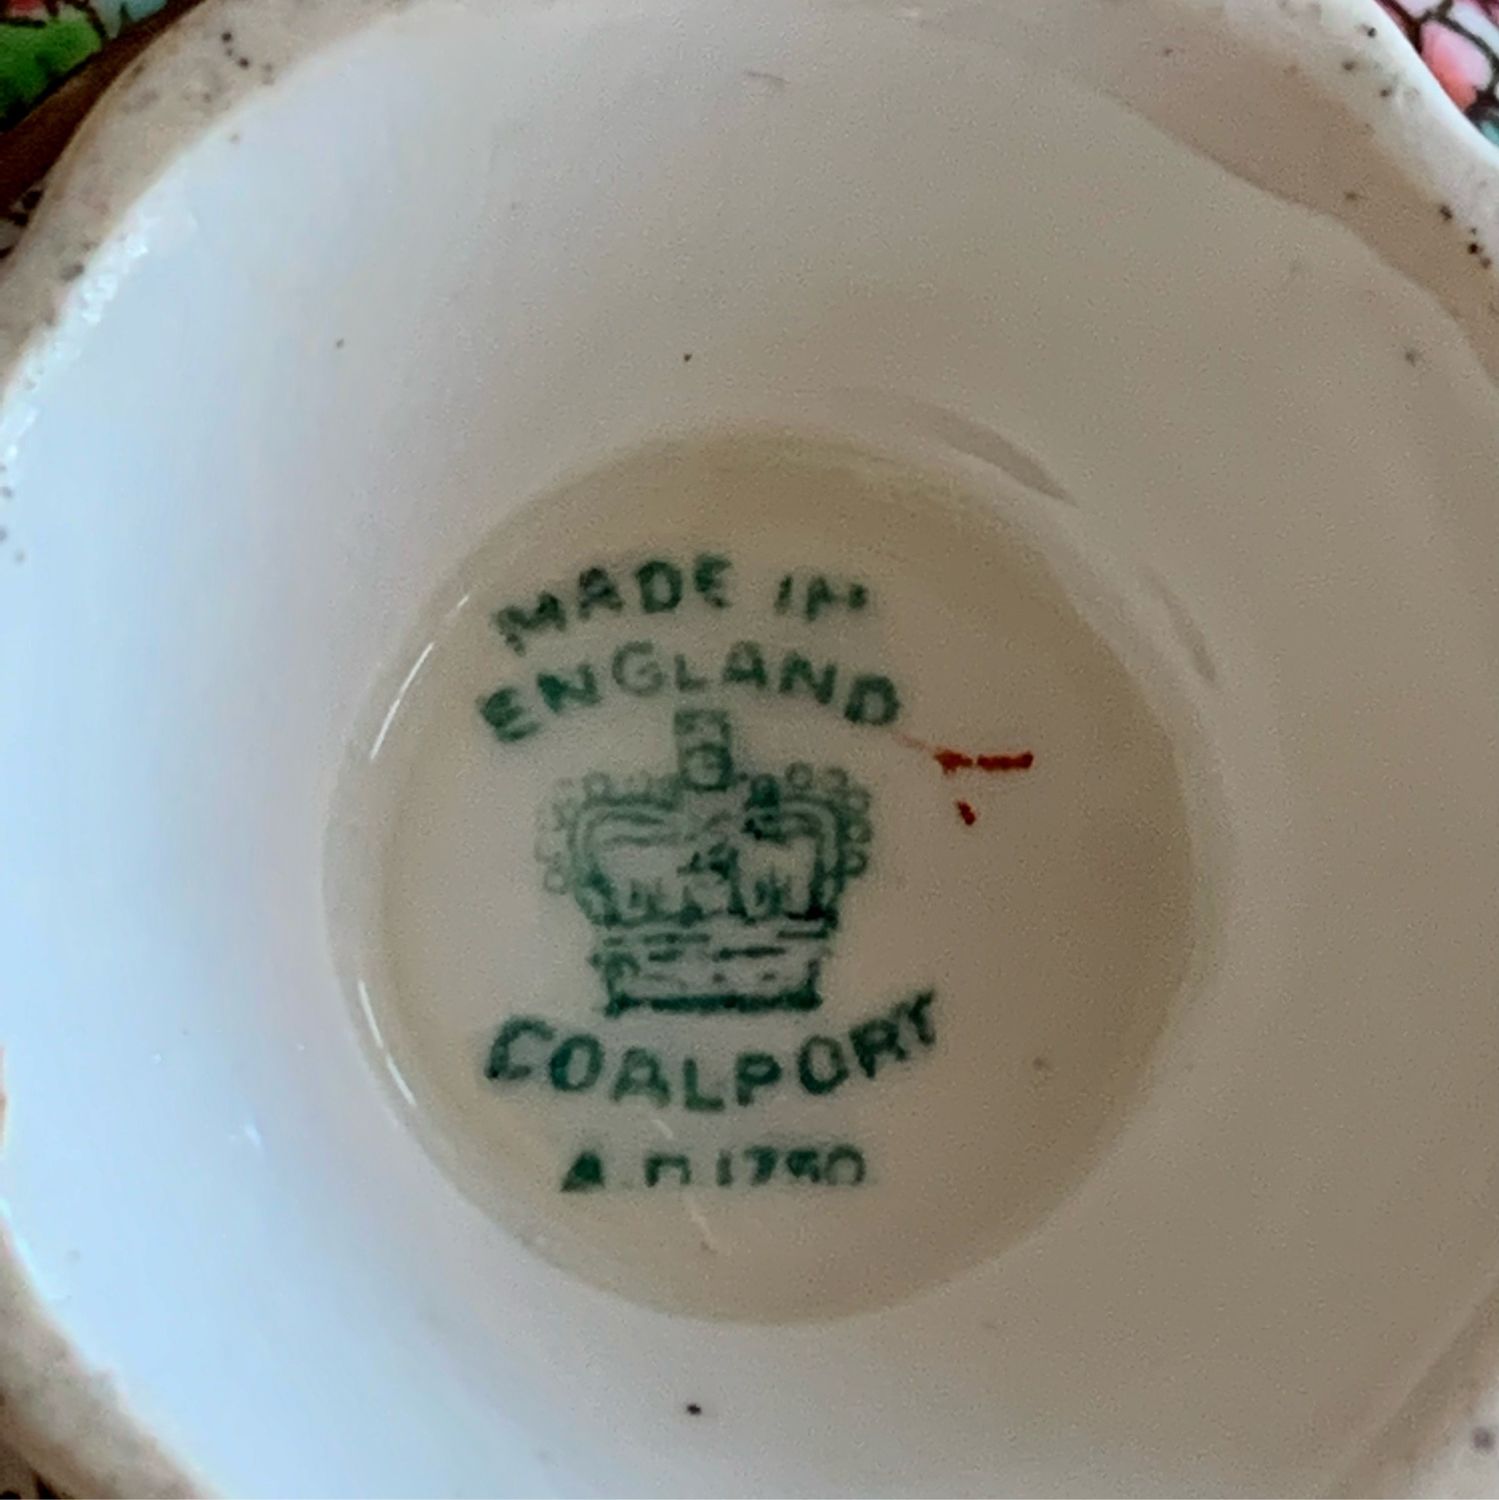 MADE IN
ENGLAND
COALPORT
A.D. 1750